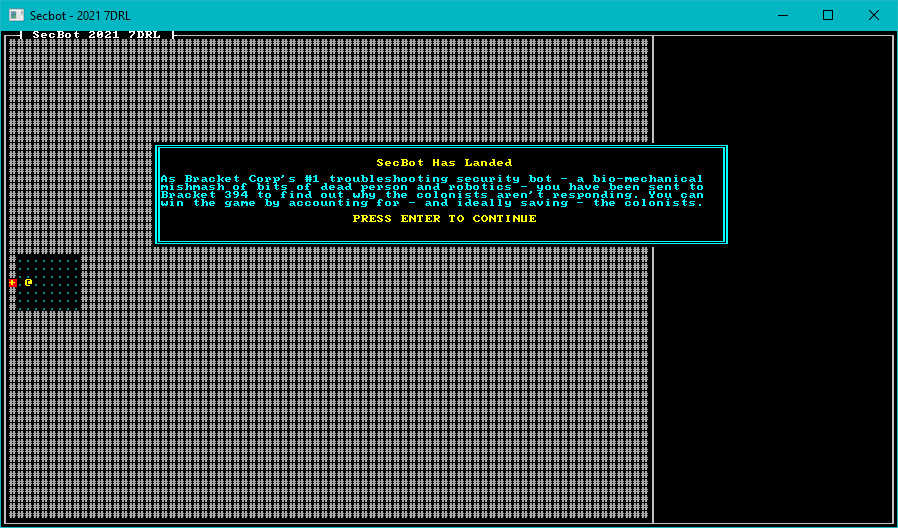 Secbot - 2021 7DRL
[ SecBot 2021 7DRL ]
SecBot Has Landed
As Bracket Corp's #1 troubleshooting security bot - a bio-mechanical
mishmash of bits of dead person and robotics - you have been sent to
Bracket 394 to find out why the colonists aren't responding. You can
win the game by accounting for - and ideally saving - the colonists.
PRESS ENTER TO CONTINUE